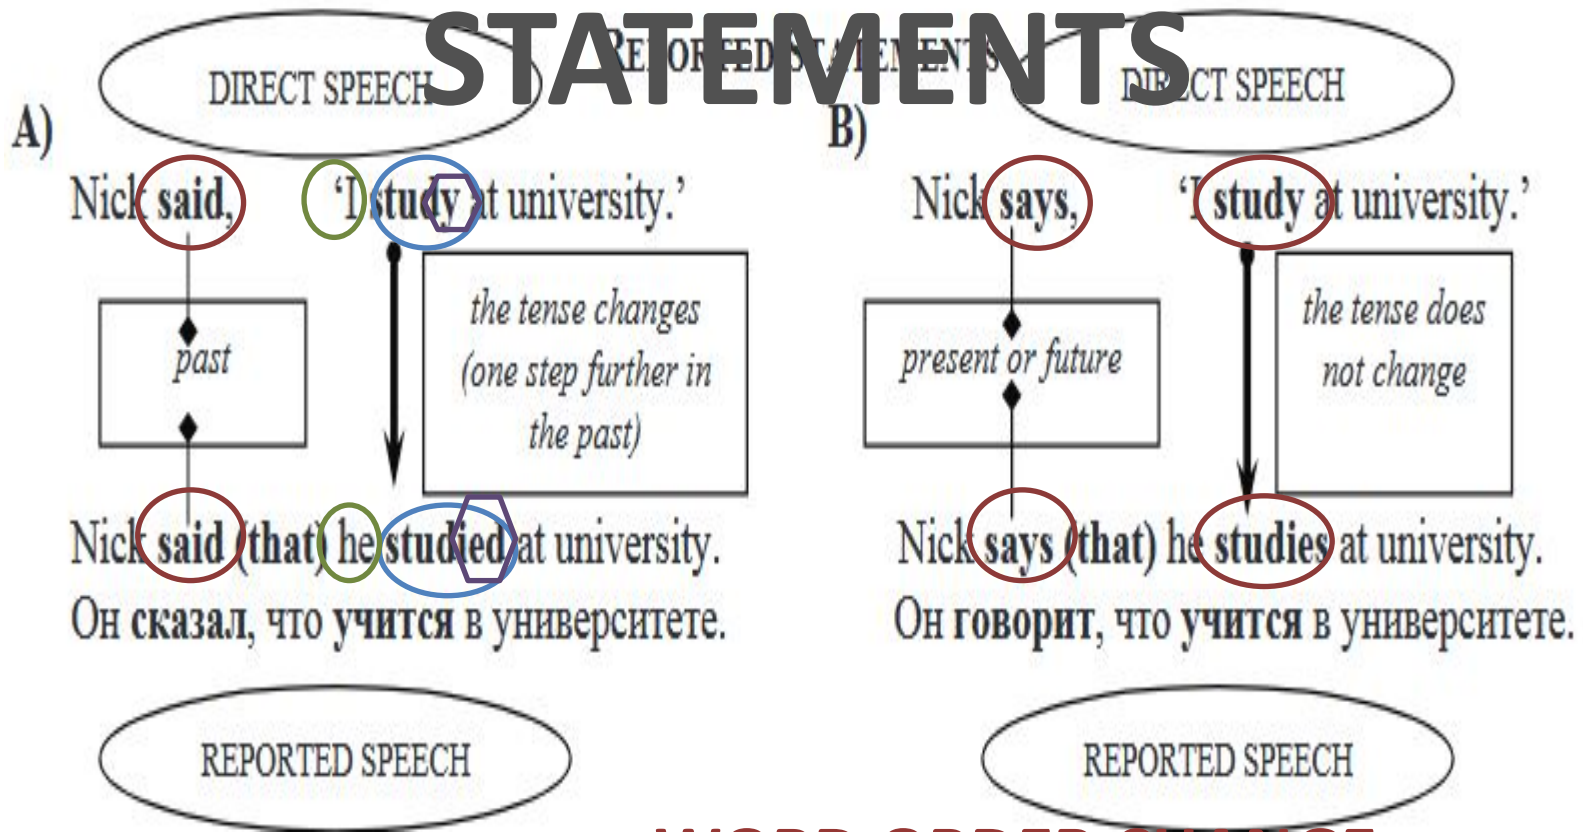 STATEMENTS
REPORTED STATEMENTS
DIRECT SPEECH
A)
Nick said, ‘I study at university.’
past
the tense changes
(one step further in
the past)
Nick said (that) he studied at university.
Он сказал, что учится в университете.
REPORTED SPEECH
DIRECT SPEECH
B)
Nick says, ‘I study at university.’
present or future
the tense does
not change
Nick says (that) he studies at university.
Он говорит, что учится в университете.
REPORTED SPEECH